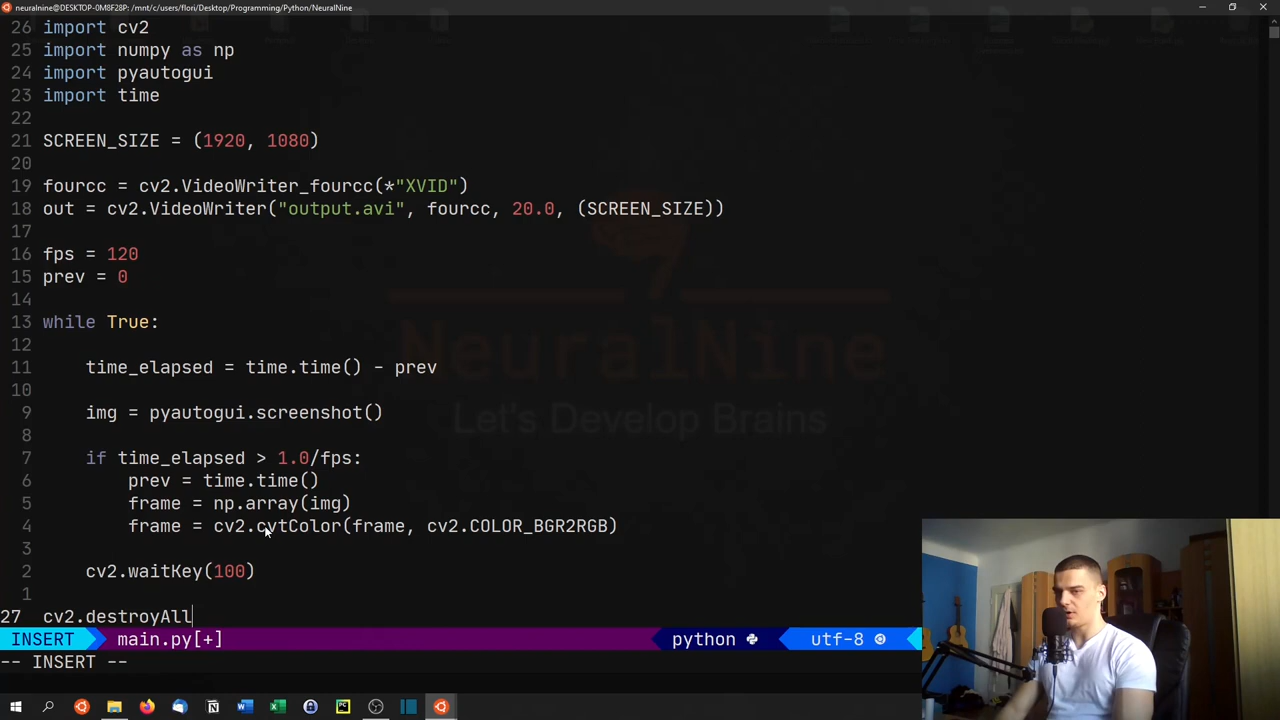 neuralnine@DESKTOP-0M8F28P: /mnt/c/users/flori/Desktop/Programming/Python/NeuralNine
26 import cv2
25 import numpy as np
24 import pyautogui
23 import time
22
21 SCREEN_SIZE = (1920, 1080)
20
19 fourcc = cv2.VideoWriter_fourcc(*"XVID")
18 out = cv2.VideoWriter("output.avi", fourcc, 20.0, (SCREEN_SIZE))
17
16 fps = 120
15 prev = 0
14
13 while True:
12
11     time_elapsed = time.time() - prev
10
9     img = pyautogui.screenshot()
8
7     if time_elapsed > 1.0/fps:
6         prev = time.time()
5         frame = np.array(img)
4         frame = cv2.cvtColor(frame, cv2.COLOR_BGR2RGB)
3
2     cv2.waitKey(100)
1
27 cv2.destroyAll
NeuralNine
Let's Develop Brains
INSERT main.py[+] python utf-8
-- INSERT --